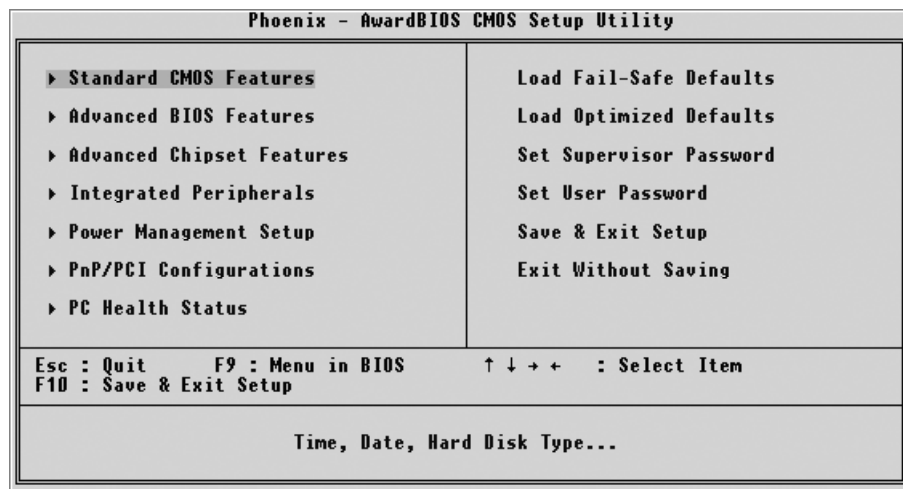 Phoenix - AwardBIOS CMOS Setup Utility
▸ Standard CMOS Features
▸ Advanced BIOS Features
▸ Advanced Chipset Features
▸ Integrated Peripherals
▸ Power Management Setup
▸ PnP/PCI Configurations
▸ PC Health Status
Load Fail-Safe Defaults
Load Optimized Defaults
Set Supervisor Password
Set User Password
Save & Exit Setup
Exit Without Saving
Esc : Quit F9 : Menu in BIOS ↑ ↓ → ← : Select Item
F10 : Save & Exit Setup
Time, Date, Hard Disk Type...